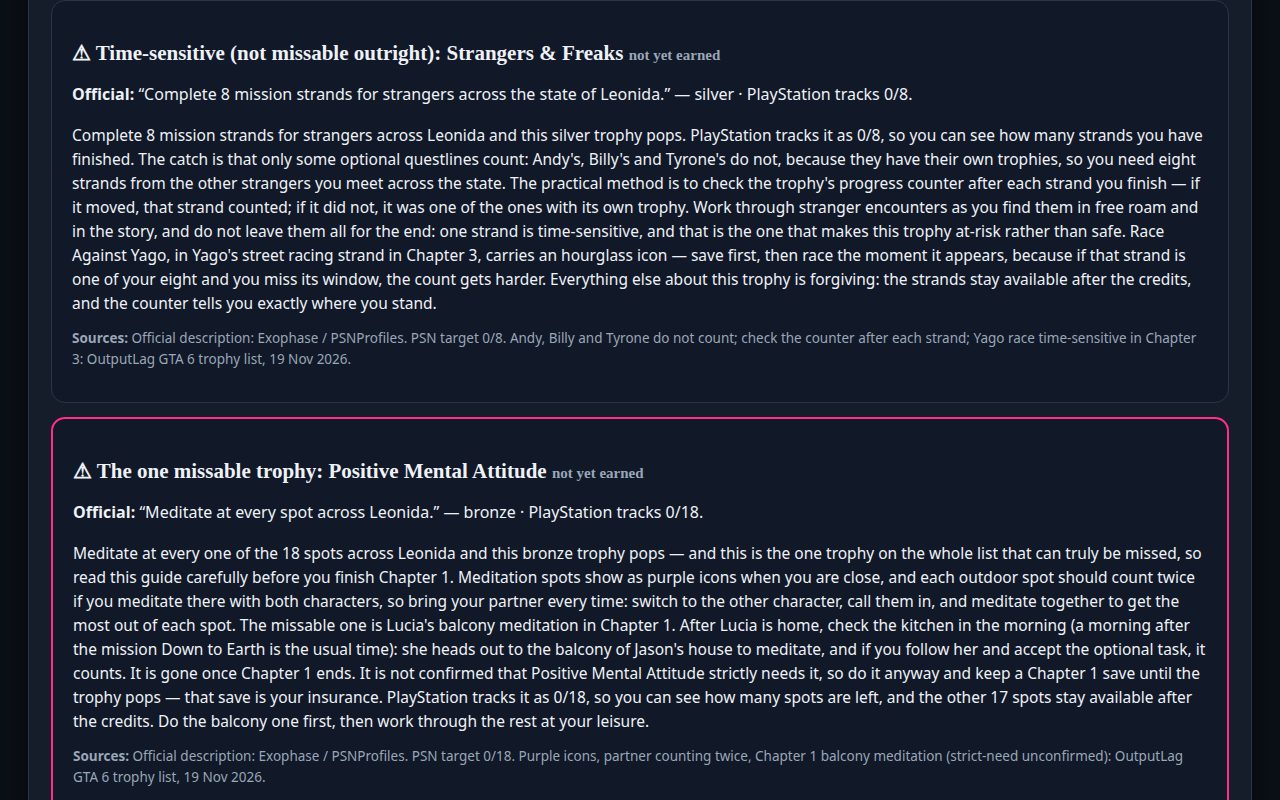 ⚠ Time-sensitive (not missable outright): Strangers & Freaks not yet earned
Official: “Complete 8 mission strands for strangers across the state of Leonida.” — silver · PlayStation tracks 0/8.
Complete 8 mission strands for strangers across Leonida and this silver trophy pops. PlayStation tracks it as 0/8, so you can see how many strands you have
finished. The catch is that only some optional questlines count: Andy's, Billy's and Tyrone's do not, because they have their own trophies, so you need eight
strands from the other strangers you meet across the state. The practical method is to check the trophy's progress counter after each strand you finish — if
it moved, that strand counted; if it did not, it was one of the ones with its own trophy. Work through stranger encounters as you find them in free roam and
in the story, and do not leave them all for the end: one strand is time-sensitive, and that is the one that makes this trophy at-risk rather than safe. Race
Against Yago, in Yago's street racing strand in Chapter 3, carries an hourglass icon — save first, then race the moment it appears, because if that strand is
one of your eight and you miss its window, the count gets harder. Everything else about this trophy is forgiving: the strands stay available after the credits,
and the counter tells you exactly where you stand.
Sources: Official description: Exophase / PSNProfiles. PSN target 0/8. Andy, Billy and Tyrone do not count; check the counter after each strand; Yago race time-sensitive in Chapter
3: OutputLag GTA 6 trophy list, 19 Nov 2026.
⚠ The one missable trophy: Positive Mental Attitude not yet earned
Official: “Meditate at every spot across Leonida.” — bronze · PlayStation tracks 0/18.
Meditate at every one of the 18 spots across Leonida and this bronze trophy pops — and this is the one trophy on the whole list that can truly be missed, so
read this guide carefully before you finish Chapter 1. Meditation spots show as purple icons when you are close, and each outdoor spot should count twice
if you meditate there with both characters, so bring your partner every time: switch to the other character, call them in, and meditate together to get the
most out of each spot. The missable one is Lucia's balcony meditation in Chapter 1. After Lucia is home, check the kitchen in the morning (a morning after
the mission Down to Earth is the usual time): she heads out to the balcony of Jason's house to meditate, and if you follow her and accept the optional task, it
counts. It is gone once Chapter 1 ends. It is not confirmed that Positive Mental Attitude strictly needs it, so do it anyway and keep a Chapter 1 save until the
trophy pops — that save is your insurance. PlayStation tracks it as 0/18, so you can see how many spots are left, and the other 17 spots stay available after
the credits. Do the balcony one first, then work through the rest at your leisure.
Sources: Official description: Exophase / PSNProfiles. PSN target 0/18. Purple icons, partner counting twice, Chapter 1 balcony meditation (strict-need unconfirmed): OutputLag
GTA 6 trophy list, 19 Nov 2026.